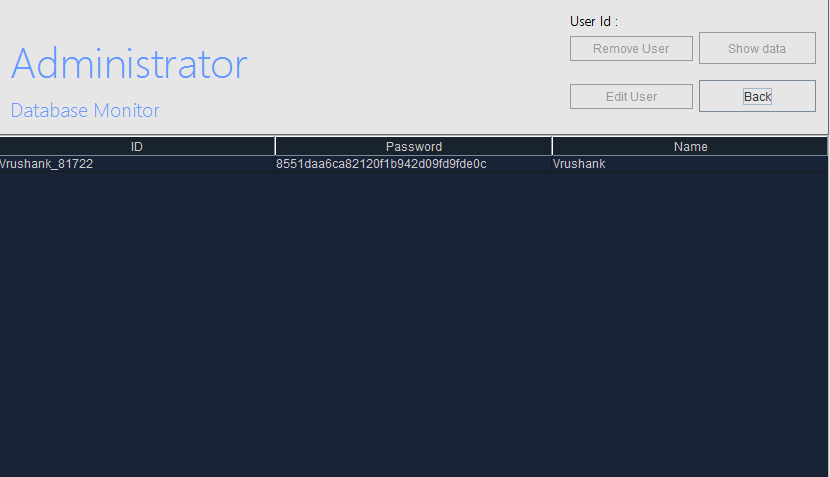 User Id :
Administrator
Remove User
Show data
Database Monitor
Edit User
Back
ID Password Name
Vrushank_81722 8551daa6ca82120f1b942d09fd9fde0c Vrushank